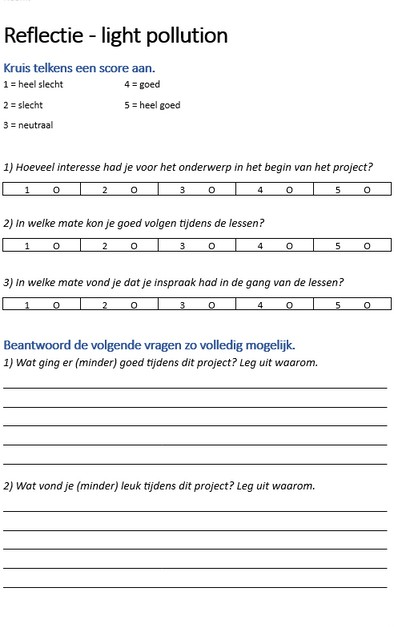 Reflectie - light pollution
Kruis telkens een score aan.
1 = heel slecht 4 = goed
2 = slecht 5 = heel goed
3 = neutraal
1) Hoeveel interesse had je voor het onderwerp in het begin van het project?
1 O 2 O 3 O 4 O 5 O
2) In welke mate kon je goed volgen tijdens de lessen?
1 O 2 O 3 O 4 O 5 O
3) In welke mate vond je dat je inspraak had in de gang van de lessen?
1 O 2 O 3 O 4 O 5 O
Beantwoord de volgende vragen zo volledig mogelijk.
1) Wat ging er (minder) goed tijdens dit project? Leg uit waarom.
2) Wat vond je (minder) leuk tijdens dit project? Leg uit waarom.